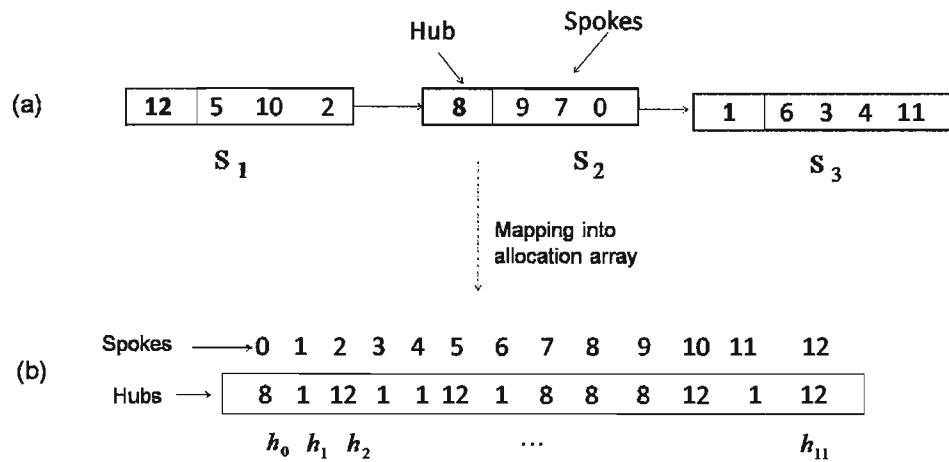 Hub
Spokes
(a)
12 5 10 2
8 9 7 0
1 6 3 4 11
S1
S2
S3
Mapping into
allocation array
(b)
Spokes 0 1 2 3 4 5 6 7 8 9 10 11 12
Hubs 8 1 12 1 1 12 1 8 8 8 12 1 12
h0 h1 h2 ... h11